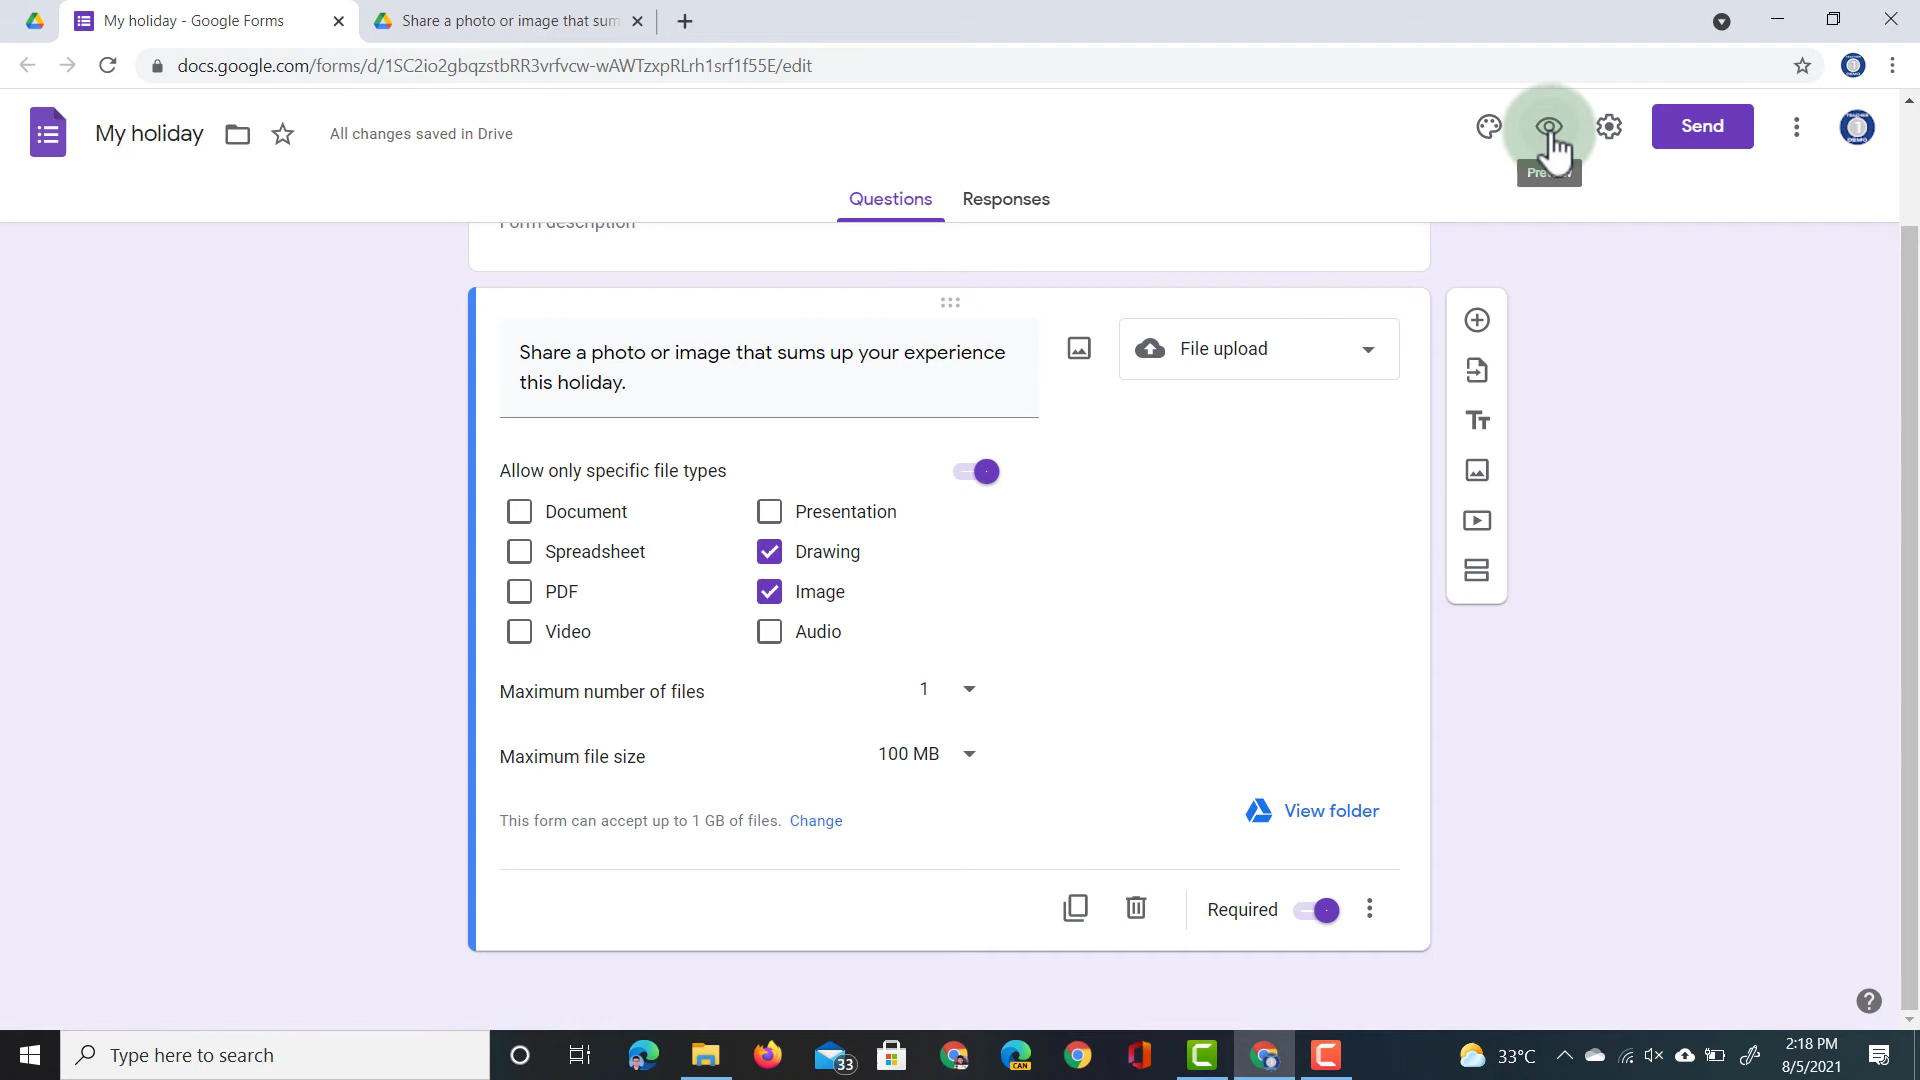 My holiday - Google Forms
Share a photo or image that sum
docs.google.com/forms/d/1SC2io2gbqzstbRR3vrfvcw-wAWTzxpRLrh1srf1f55E/edit
My holiday
All changes saved in Drive
Send
Questions
Responses
Form description
Share a photo or image that sums up your experience
this holiday.
File upload
Allow only specific file types
Document
Presentation
Spreadsheet
Drawing
PDF
Image
Video
Audio
Maximum number of files
1
Maximum file size
100 MB
This form can accept up to 1 GB of files. Change
View folder
Required
Type here to search
CAN
33
33°C
2:18 PM
8/5/2021